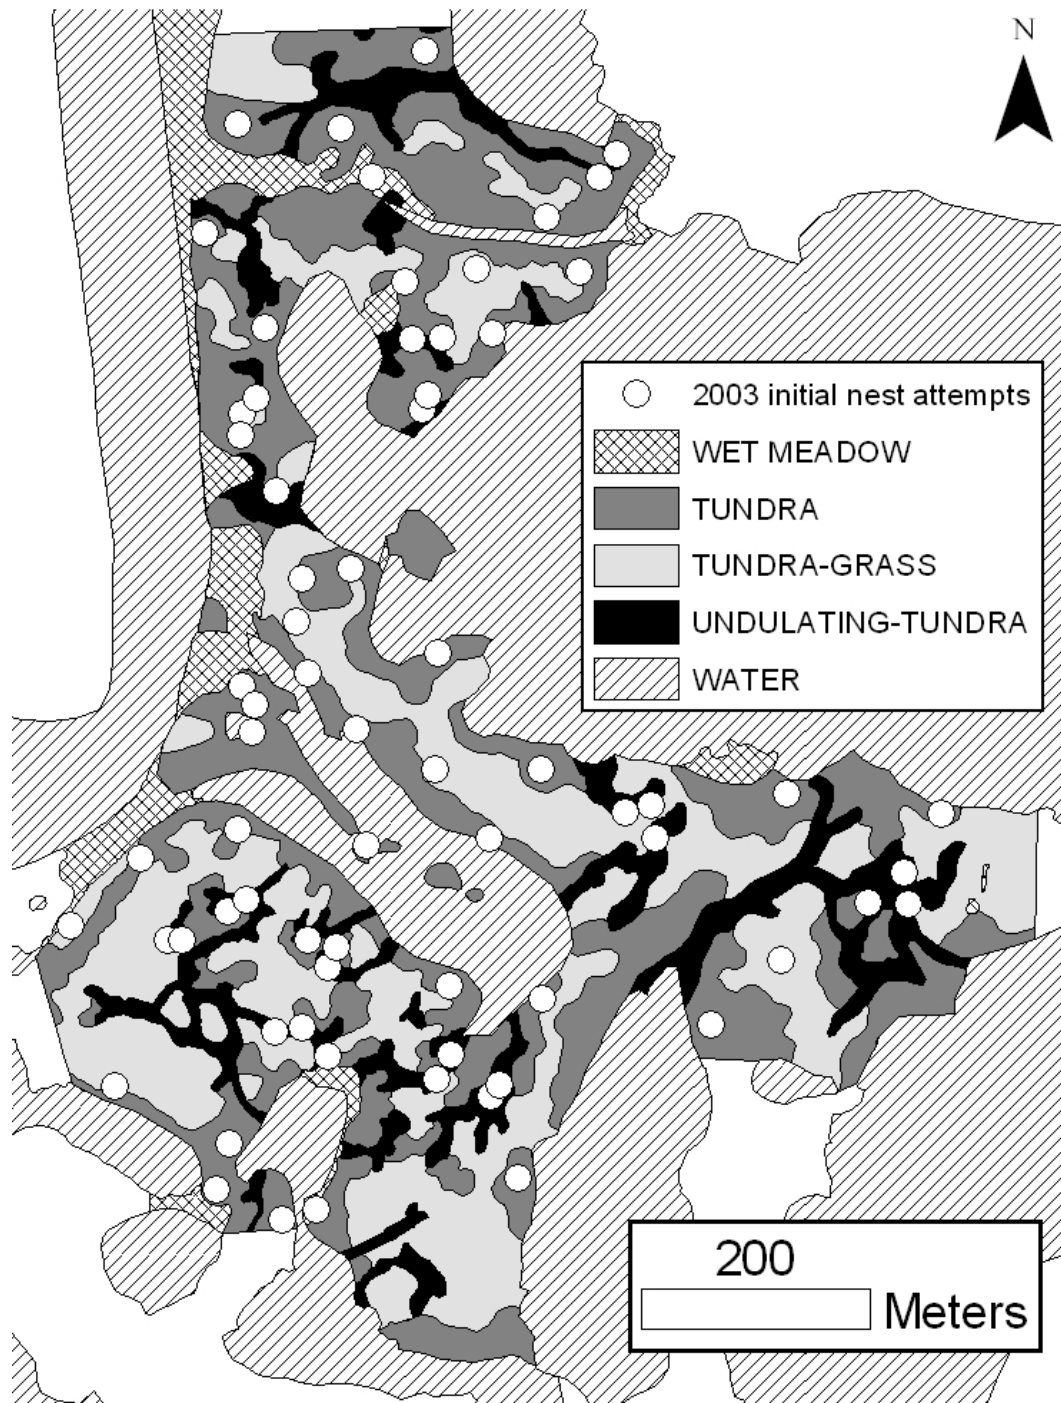 N
2003 initial nest attempts
WET MEADOW
TUNDRA
TUNDRA-GRASS
UNDULATING-TUNDRA
WATER
200
Meters